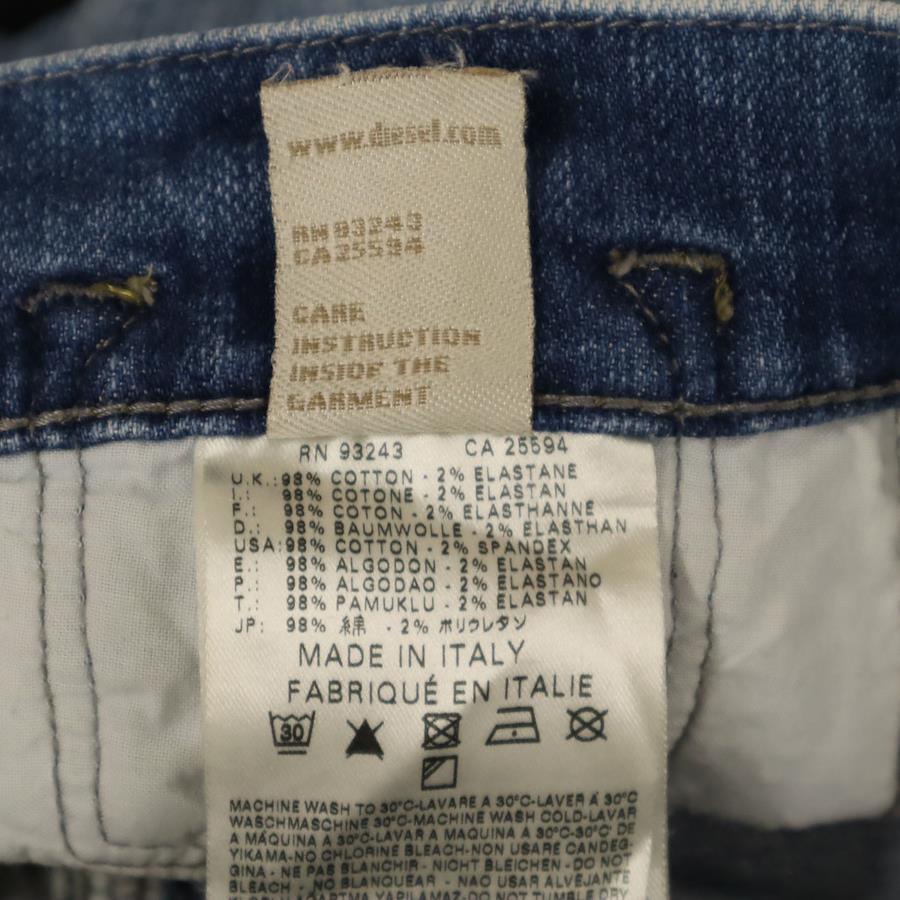 www.diesel.com
RN 93243
CA 25594
CARE
INSTRUCTION
INSIDE THE
GARMENT
RN 93243 CA 25594
U.K.:98% COTTON - 2% ELASTANE
I.: 98% COTONE - 2% ELASTAN
F.: 98% COTON - 2% ELASTHANNE
D.: 98% BAUMWOLLE - 2% ELASTHAN
USA:98% COTTON - 2% SPANDEX
E.: 98% ALGODON - 2% ELASTAN
P.: 98% ALGODAO - 2% ELASTANO
T.: 98% PAMUKLU - 2% ELASTAN
JP: 98% 綿 - 2% ポリウレタン
MADE IN ITALY
FABRIQUÉ EN ITALIE
30
MACHINE WASH TO 30°C-LAVARE A 30°C-LAVER Á 30°C
WASCHMASCHINE 30°C-MACHINE WASH COLD-LAVAR
A MÁQUINA A 30°C-LAVAR A MAQUINA A 30°C-30°C' DE
YIKAMA-NO CHLORINE BLEACH-NON USARE CANDEG-
GINA - NE PAS BLANCHIR - NICHT BLEICHEN - DO NOT
BLEACH - NO BLANQUEAR - NAO USAR ALVEJANTE
YAPILAMAZ-DO NOT TUMBLE DRY